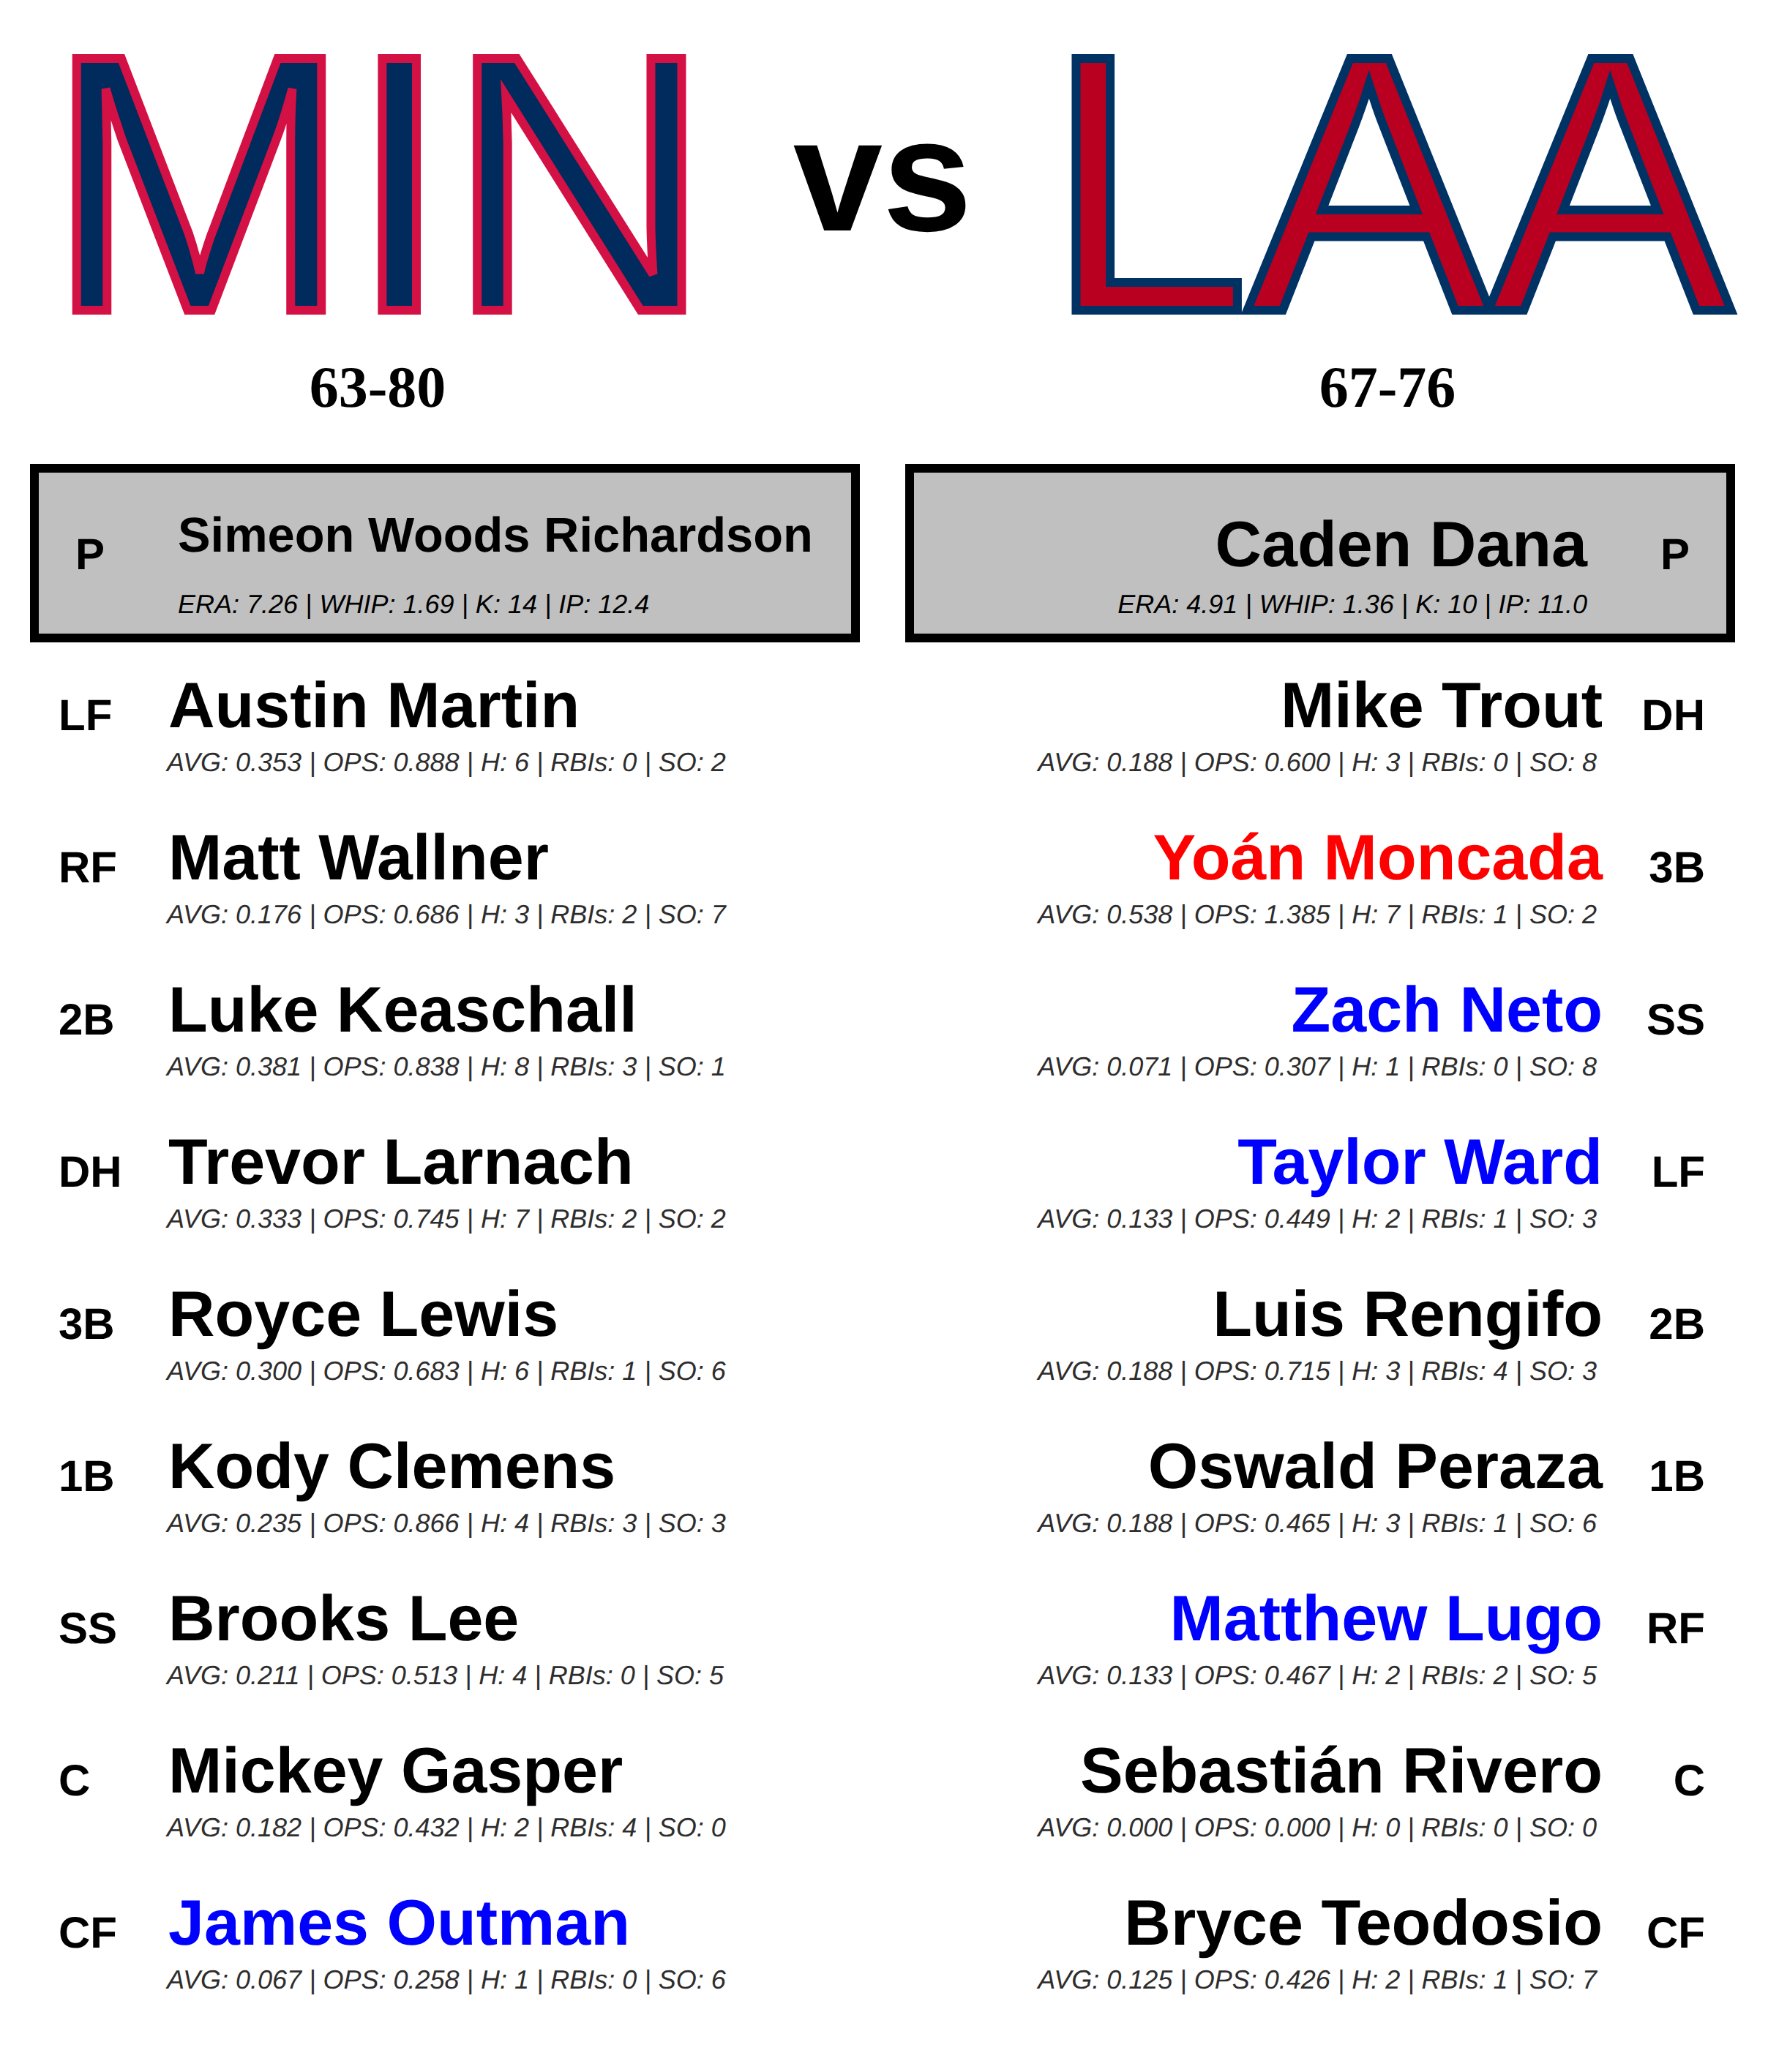 MIN vs LAA
63-80 67-76
P Simeon Woods Richardson
ERA: 7.26 | WHIP: 1.69 | K: 14 | IP: 12.4
Caden Dana P
ERA: 4.91 | WHIP: 1.36 | K: 10 | IP: 11.0
LF Austin Martin
AVG: 0.353 | OPS: 0.888 | H: 6 | RBIs: 0 | SO: 2
RF Matt Wallner
AVG: 0.176 | OPS: 0.686 | H: 3 | RBIs: 2 | SO: 7
2B Luke Keaschall
AVG: 0.381 | OPS: 0.838 | H: 8 | RBIs: 3 | SO: 1
DH Trevor Larnach
AVG: 0.333 | OPS: 0.745 | H: 7 | RBIs: 2 | SO: 2
3B Royce Lewis
AVG: 0.300 | OPS: 0.683 | H: 6 | RBIs: 1 | SO: 6
1B Kody Clemens
AVG: 0.235 | OPS: 0.866 | H: 4 | RBIs: 3 | SO: 3
SS Brooks Lee
AVG: 0.211 | OPS: 0.513 | H: 4 | RBIs: 0 | SO: 5
C Mickey Gasper
AVG: 0.182 | OPS: 0.432 | H: 2 | RBIs: 4 | SO: 0
CF James Outman
AVG: 0.067 | OPS: 0.258 | H: 1 | RBIs: 0 | SO: 6
Mike Trout DH
AVG: 0.188 | OPS: 0.600 | H: 3 | RBIs: 0 | SO: 8
Yoán Moncada 3B
AVG: 0.538 | OPS: 1.385 | H: 7 | RBIs: 1 | SO: 2
Zach Neto SS
AVG: 0.071 | OPS: 0.307 | H: 1 | RBIs: 0 | SO: 8
Taylor Ward LF
AVG: 0.133 | OPS: 0.449 | H: 2 | RBIs: 1 | SO: 3
Luis Rengifo 2B
AVG: 0.188 | OPS: 0.715 | H: 3 | RBIs: 4 | SO: 3
Oswald Peraza 1B
AVG: 0.188 | OPS: 0.465 | H: 3 | RBIs: 1 | SO: 6
Matthew Lugo RF
AVG: 0.133 | OPS: 0.467 | H: 2 | RBIs: 2 | SO: 5
Sebastián Rivero C
AVG: 0.000 | OPS: 0.000 | H: 0 | RBIs: 0 | SO: 0
Bryce Teodosio CF
AVG: 0.125 | OPS: 0.426 | H: 2 | RBIs: 1 | SO: 7